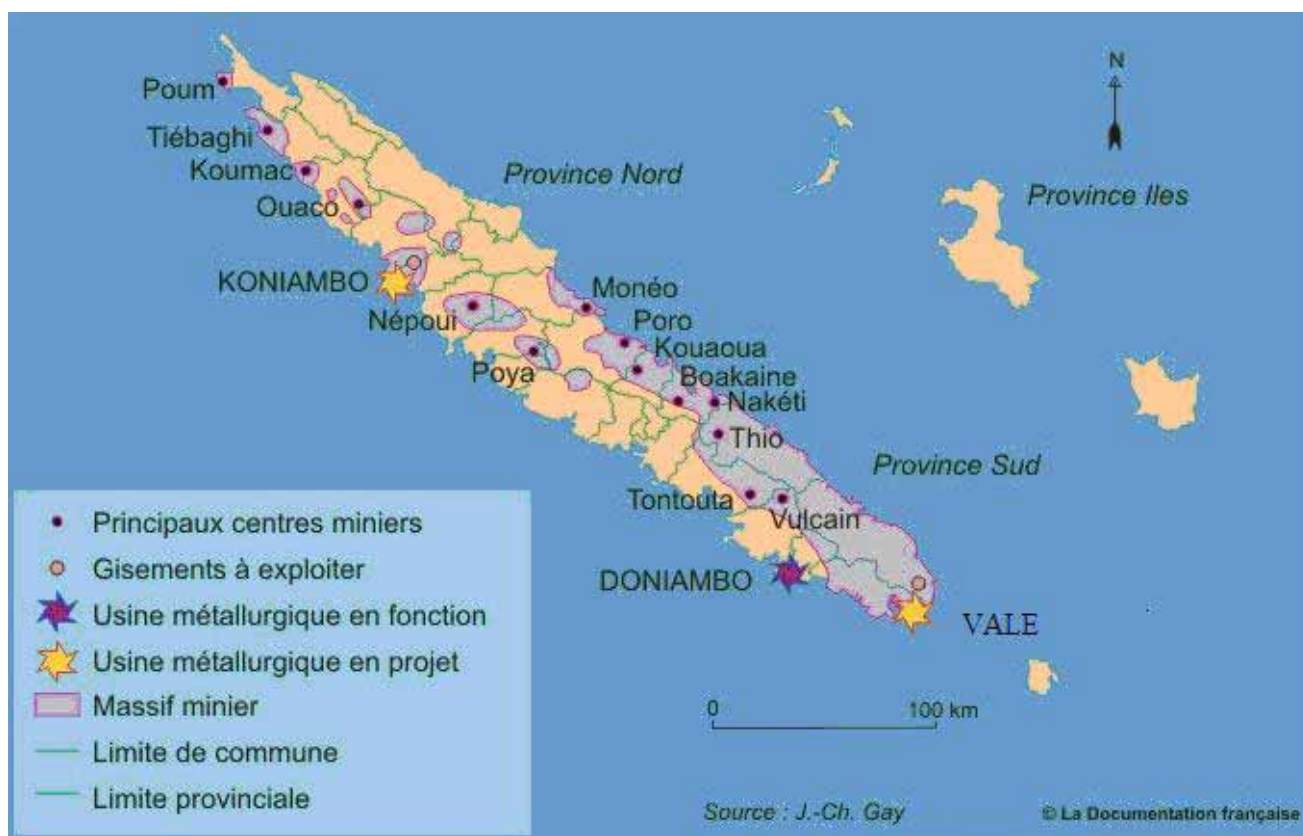 N
Poum
Tiébaghi
Koumac
Ouaco
Province Nord
Province Iles
KONIAMBO
Népoui
Monéo
Poro
Kouaoua
Poya
Boakaine
Nakéti
Thio
Province Sud
Tontouta
Vulcain
DONIAMBO
VALE
Principaux centres miniers
Gisements à exploiter
Usine métallurgique en fonction
Usine métallurgique en projet
Massif minier
Limite de commune
Limite provinciale
0 100 km
Source : J.-Ch. Gay
© La Documentation française